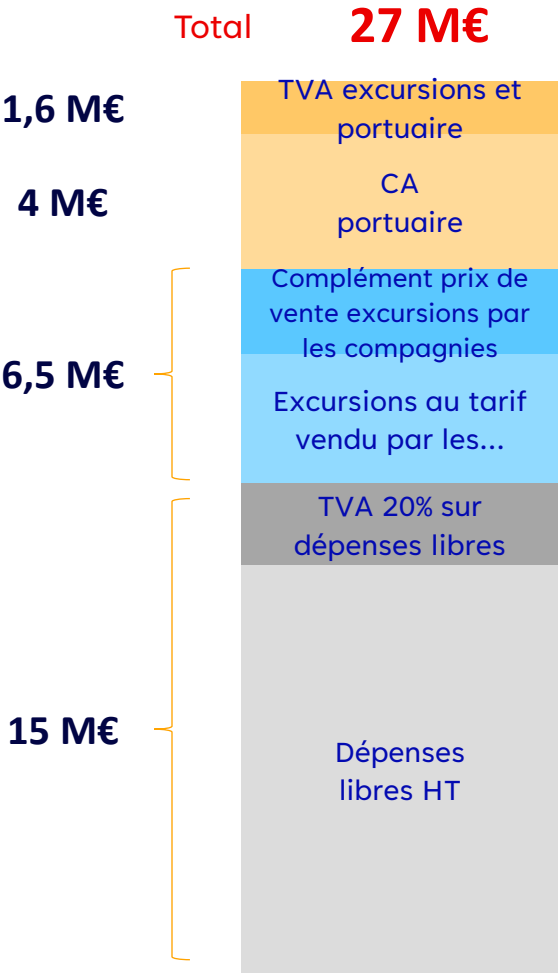 Total 27 M€
1,6 M€
TVA excursions et
portuaire
4 M€
CA
portuaire
6,5 M€
Complément prix de
vente excursions par
les compagnies
Excursions au tarif
vendu par les...
15 M€
TVA 20% sur
dépenses libres
Dépenses
libres HT